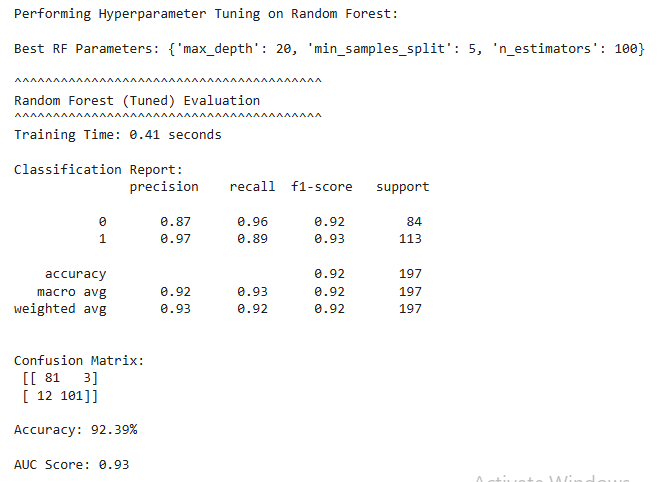 Performing Hyperparameter Tuning on Random Forest:
Best RF Parameters: {'max_depth': 20, 'min_samples_split': 5, 'n_estimators': 100}
^^^^^^^^^^^^^^^^^^^^^^^^^^^^^^^^^^^^^^^^
Random Forest (Tuned) Evaluation
^^^^^^^^^^^^^^^^^^^^^^^^^^^^^^^^^^^^^^^^
Training Time: 0.41 seconds
Classification Report:
precision recall f1-score support
0 0.87 0.96 0.92 84
1 0.97 0.89 0.93 113
accuracy 0.92 197
macro avg 0.92 0.93 0.92 197
weighted avg 0.93 0.92 0.92 197
Confusion Matrix:
[[ 81 3]
[ 12 101]]
Accuracy: 92.39%
AUC Score: 0.93
Activate Windows